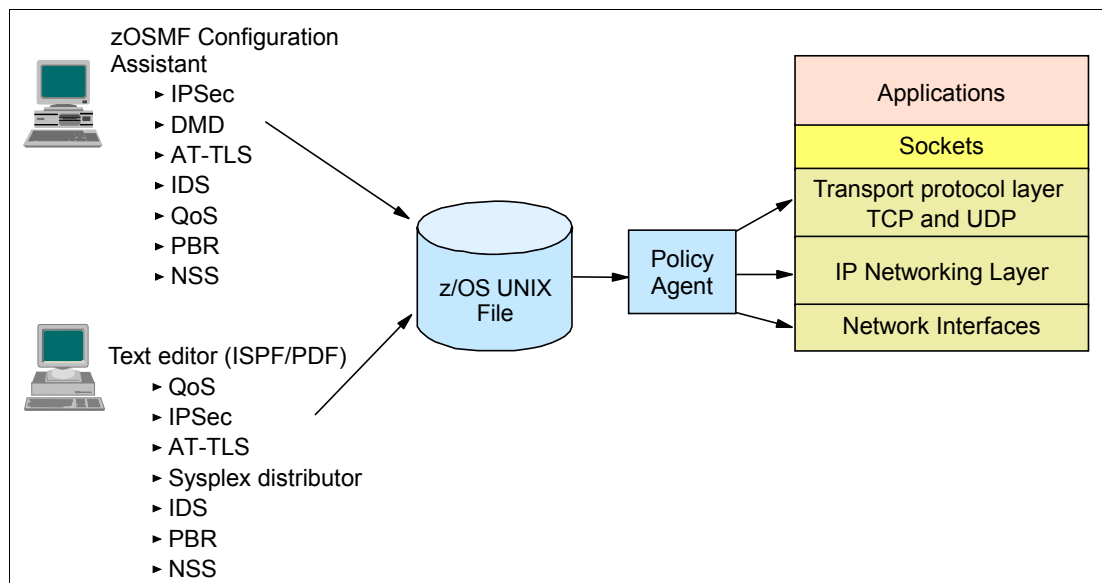 zOSMF Configuration
Assistant
► IPSec
► DMD
► AT-TLS
► IDS
► QoS
► PBR
► NSS
Text editor (ISPF/PDF)
► QoS
► IPSec
► AT-TLS
► Sysplex distributor
► IDS
► PBR
► NSS
z/OS UNIX
File
Policy
Agent
Applications
Sockets
Transport protocol layer
TCP and UDP
IP Networking Layer
Network Interfaces